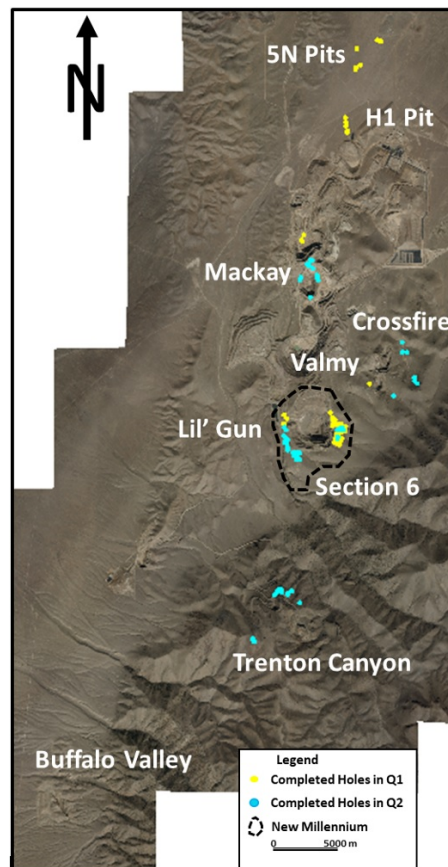 N
5N Pits
H1 Pit
Mackay
Crossfire
Valmy
Lil' Gun
Section 6
Trenton Canyon
Buffalo Valley
Legend
Completed Holes in Q1
Completed Holes in Q2
New Millennium
0 5000 m